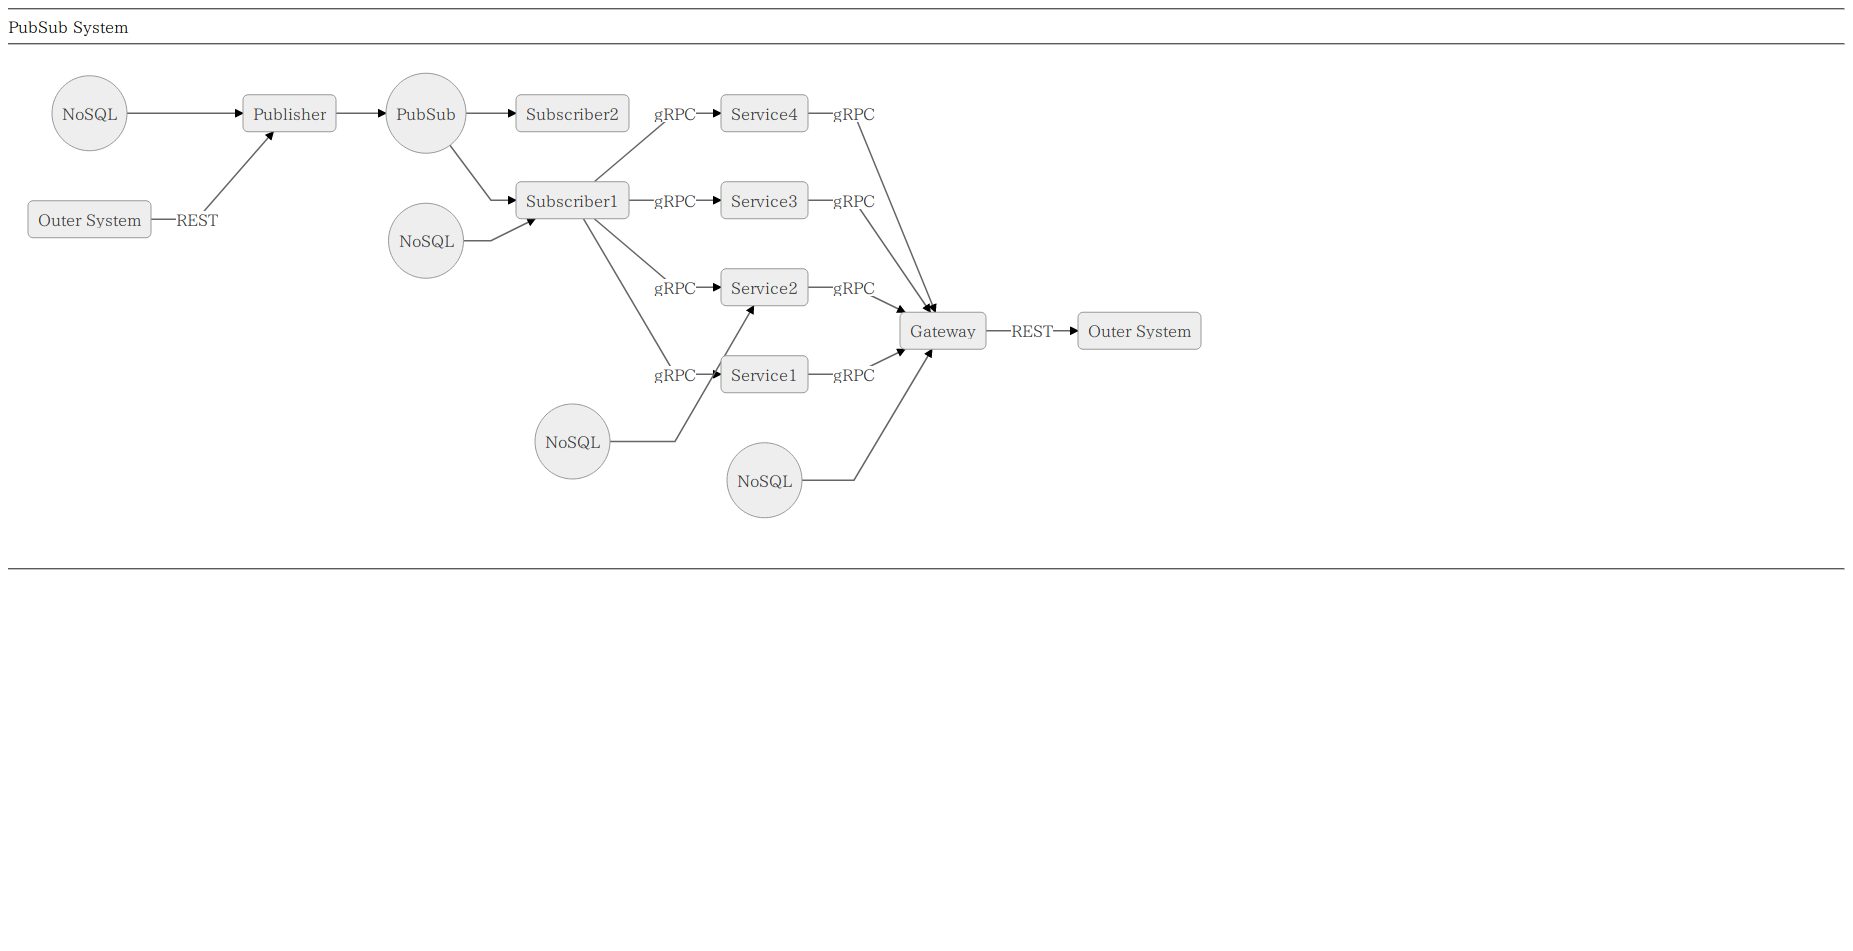 PubSub System
NoSQL
Publisher
PubSub
Subscriber2
gRPC
Service4
gRPC
Outer System
REST
NoSQL
Subscriber1
gRPC
Service3
gRPC
gRPC
Service2
gRPC
Gateway
REST
Outer System
gRPC
Service1
gRPC
NoSQL
NoSQL